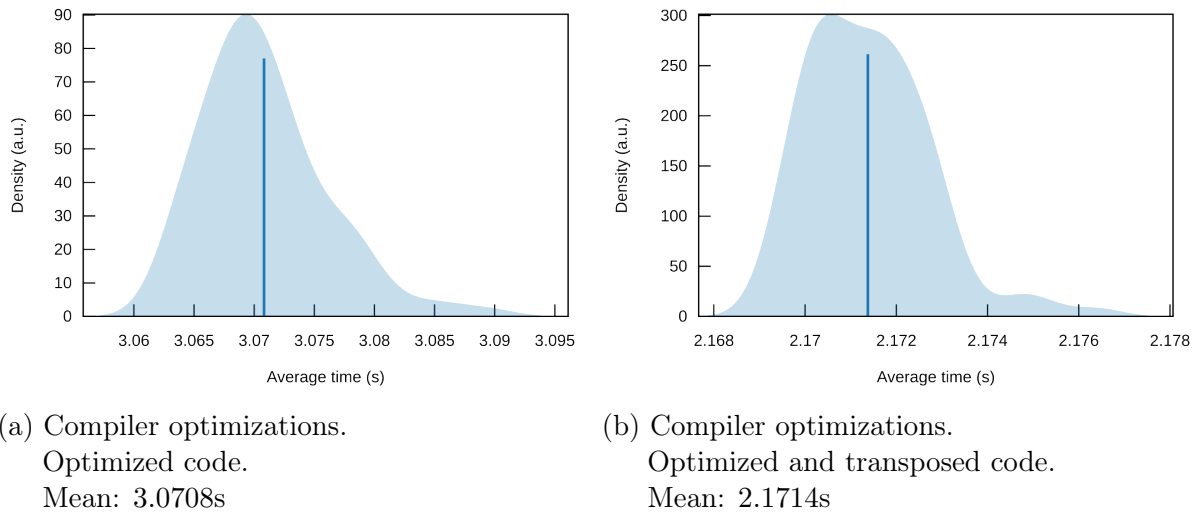 90
80
70
60
50
40
30
20
10
0
Density (a.u.)
3.06 3.065 3.07 3.075 3.08 3.085 3.09 3.095
Average time (s)
(a) Compiler optimizations.
Optimized code.
Mean: 3.0708s
300
250
200
150
100
50
0
Density (a.u.)
2.168 2.17 2.172 2.174 2.176 2.178
Average time (s)
(b) Compiler optimizations.
Optimized and transposed code.
Mean: 2.1714s